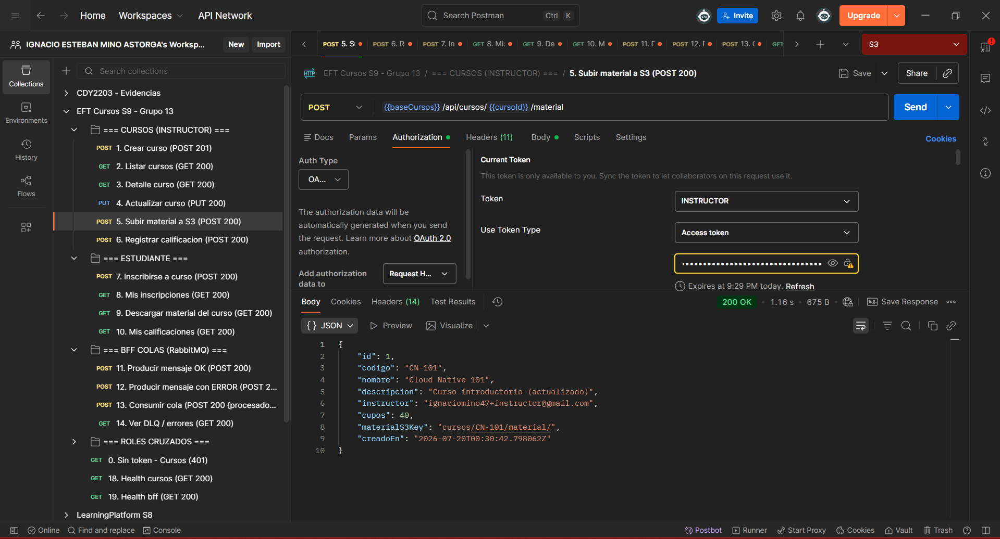 Home Workspaces API Network Search Postman Ctrl K Invite Upgrade
IGNACIO ESTEBAN MINO ASTORGA's Worksp... New Import
POST 5. Si POST 6. R POST 7. In GET 8. Mi: GET 9. De GET 10. M POST 11. F POST 12. POST 13. GET S3
Collections
Environments
History
Flows
Search collections
CDY2203 - Evidencias
EFT Cursos S9 - Grupo 13
=== CURSOS (INSTRUCTOR) ===
POST 1. Crear curso (POST 201)
GET 2. Listar cursos (GET 200)
GET 3. Detalle curso (GET 200)
PUT 4. Actualizar curso (PUT 200)
POST 5. Subir material a S3 (POST 200)
POST 6. Registrar calificacion (POST 200)
=== ESTUDIANTE ===
POST 7. Inscribirse a curso (POST 200)
GET 8. Mis inscripciones (GET 200)
GET 9. Descargar material del curso (GET 200)
GET 10. Mis calificaciones (GET 200)
=== BFF COLAS (RabbitMQ) ===
POST 11. Producir mensaje OK (POST 200)
POST 12. Producir mensaje con ERROR (POST 2...
POST 13. Consumir cola (POST 200 {procesado...
GET 14. Ver DLQ / errores (GET 200)
=== ROLES CRUZADOS ===
GET 0. Sin token - Cursos (401)
GET 18. Health cursos (GET 200)
GET 19. Health bff (GET 200)
LearningPlatform S8
HTTP EFT Cursos S9 - Grupo 13 / === CURSOS (INSTRUCTOR) === / 5. Subir material a S3 (POST 200) Save Share
POST {{baseCursos}} /api/cursos/ {{cursoId}} /material Send
Docs Params Authorization Headers (11) Body Scripts Settings Cookies
Auth Type
OA...
The authorization data will be
automatically generated when you send
the request. Learn more about OAuth 2.0
authorization.
Add authorization
data to
Request H...
Current Token
This token is only available to you. Sync the token to let collaborators on this request use it.
Token INSTRUCTOR
Use Token Type Access token
Expires at 9:29 PM today. Refresh
Body Cookies Headers (14) Test Results 200 OK 1.16 s 675 B e.g. Save Response
{} JSON Preview Visualize
1 {
2 "id": 1,
3 "codigo": "CN-101",
4 "nombre": "Cloud Native 101",
5 "descripcion": "Curso introductorio (actualizado)",
6 "instructor": "ignaciomino47+instructor@gmail.com",
7 "cupos": 40,
8 "materialS3Key": "cursos/CN-101/material/",
9 "creadoEn": "2026-07-20T00:30:42.798062Z"
10 }
Online Find and replace Console Postbot Runner Start Proxy Cookies Vault Trash